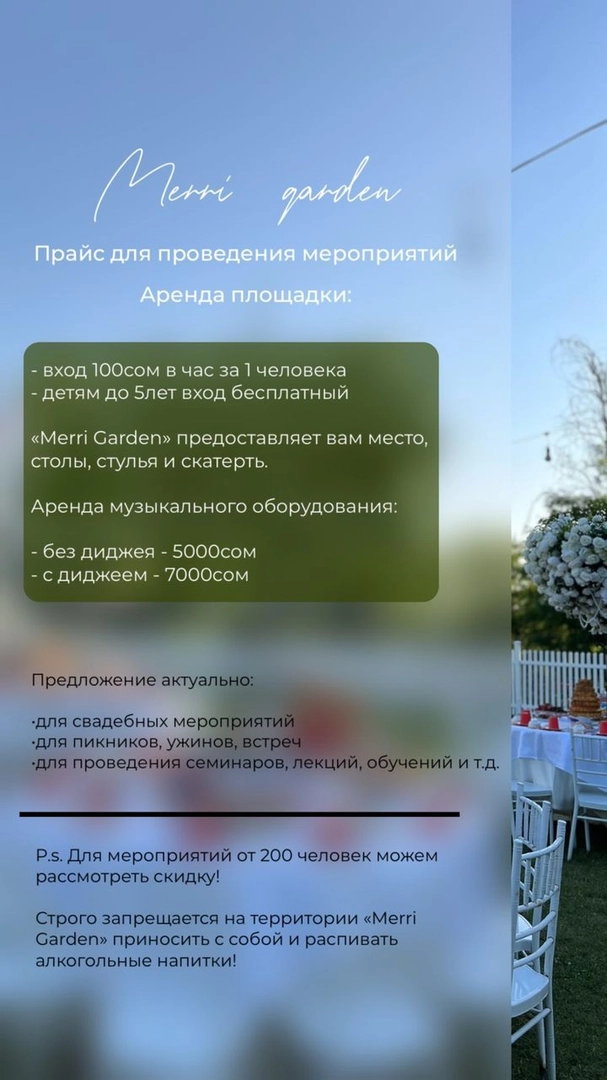 Merri garden
Прайс для проведения мероприятий
Аренда площадки:
- вход 100сом в час за 1 человека
- детям до 5лет вход бесплатный
«Merri Garden» предоставляет вам место,
столы, стулья и скатерть.
Аренда музыкального оборудования:
- без диджея - 5000сом
- с диджеем - 7000сом
Предложение актуально:
•для свадебных мероприятий
•для пикников, ужинов, встреч
•для проведения семинаров, лекций, обучений и т.д.
P.s. Для мероприятий от 200 человек можем
рассмотреть скидку!
Строго запрещается на территории «Merri
Garden» приносить с собой и распивать
алкогольные напитки!